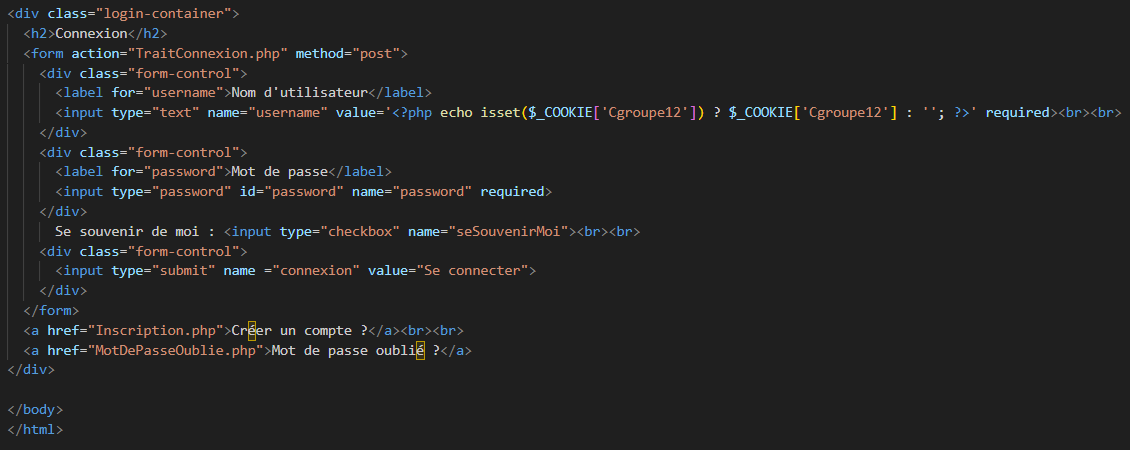 <div class="login-container">
<h2>Connexion</h2>
<form action="TraitConnexion.php" method="post">
<div class="form-control">
<label for="username">Nom d'utilisateur</label>
<input type="text" name="username" value='<?php echo isset($_COOKIE['Cgroupe12']) ? $_COOKIE['Cgroupe12'] : ''; ?>' required><br><br>
</div>
<div class="form-control">
<label for="password">Mot de passe</label>
<input type="password" id="password" name="password" required>
</div>
Se souvenir de moi : <input type="checkbox" name="seSouvenirMoi"><br><br>
<div class="form-control">
<input type="submit" name ="connexion" value="Se connecter">
</div>
</form>
<a href="Inscription.php">Créer un compte ?</a><br><br>
<a href="MotDePasseOublie.php">Mot de passe oublié ?</a>
</div>
</body>
</html>